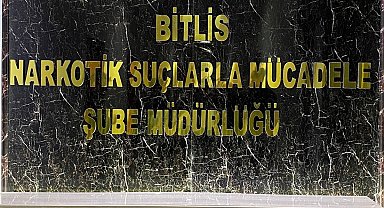 BİTLİS
NARKOTİK SUÇLARLA MÜCADELE
ŞUBE MÜDÜRLÜĞÜ